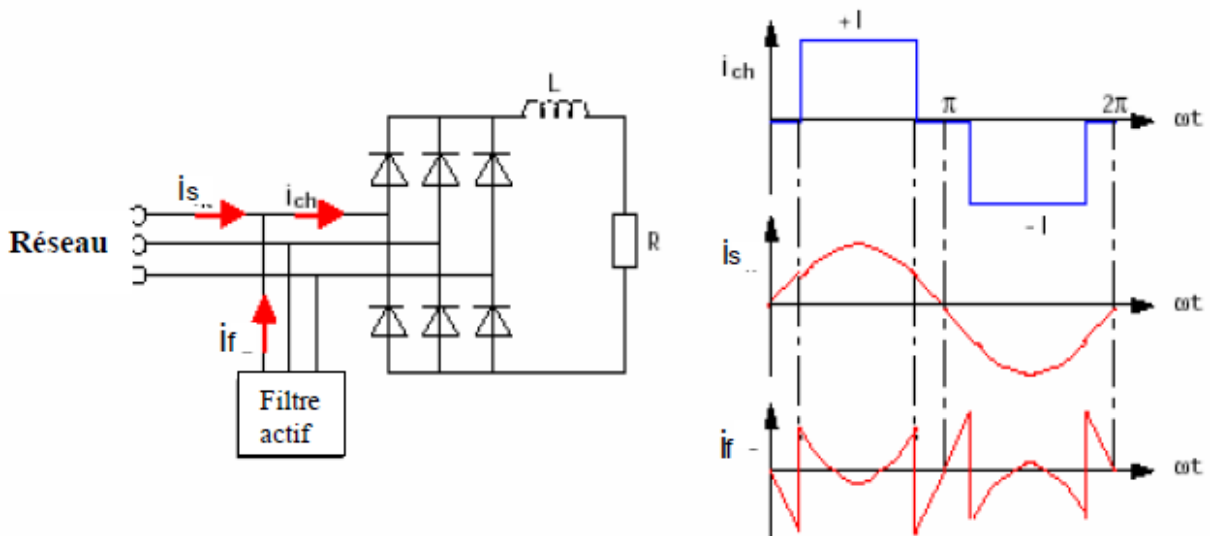 L
is
ich
Réseau
R
if
Filtre
actif
+I
ich
π
2π
ωt
-I
is
ωt
if
ωt